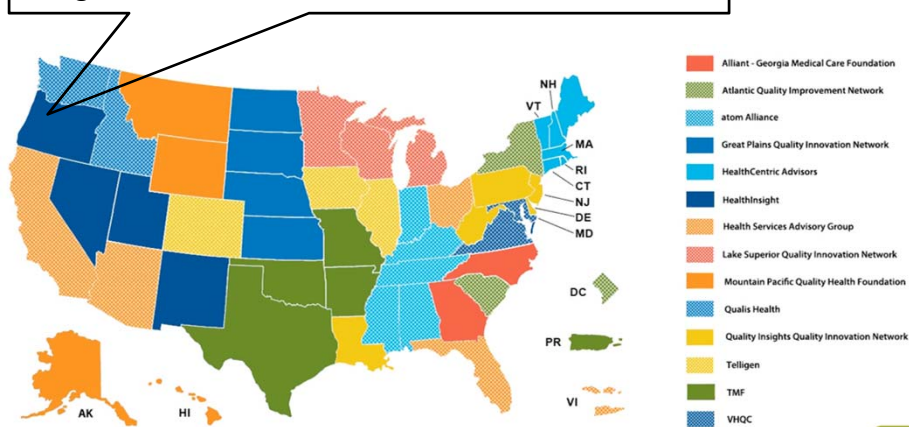 NH
VT
MA
RI
CT
NJ
DE
MD
DC
PR
VI
AK
HI
Alliant - Georgia Medical Care Foundation
Atlantic Quality Improvement Network
atom Alliance
Great Plains Quality Innovation Network
HealthCentric Advisors
HealthInsight
Health Services Advisory Group
Lake Superior Quality Innovation Network
Mountain Pacific Quality Health Foundation
Qualis Health
Quality Insights Quality Innovation Network
Telligen
TMF
VHQC